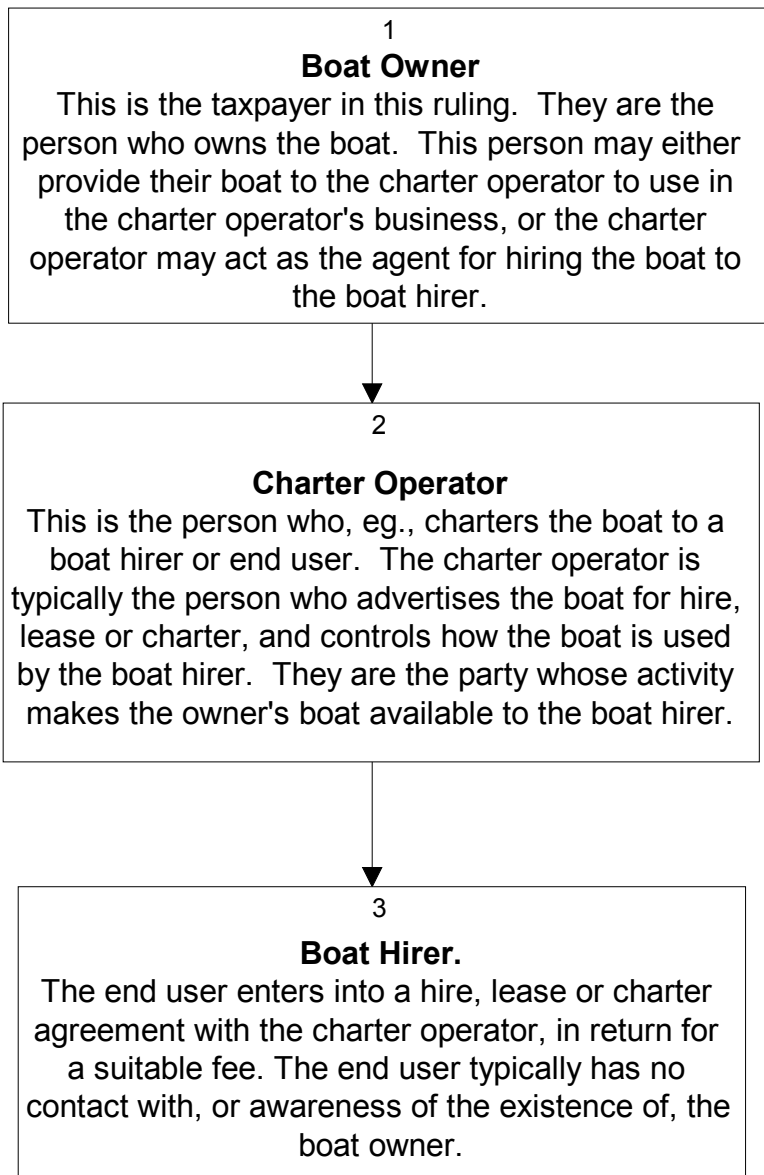 1
Boat Owner
This is the taxpayer in this ruling.  They are the
person who owns the boat.  This person may either
provide their boat to the charter operator to use in
the charter operator's business, or the charter
operator may act as the agent for hiring the boat to
the boat hirer.
2
Charter Operator
This is the person who, eg., charters the boat to a
boat hirer or end user.  The charter operator is
typically the person who advertises the boat for hire,
lease or charter, and controls how the boat is used
by the boat hirer.  They are the party whose activity
makes the owner's boat available to the boat hirer.
3
Boat Hirer.
The end user enters into a hire, lease or charter
agreement with the charter operator, in return for
a suitable fee. The end user typically has no
contact with, or awareness of the existence of, the
boat owner.